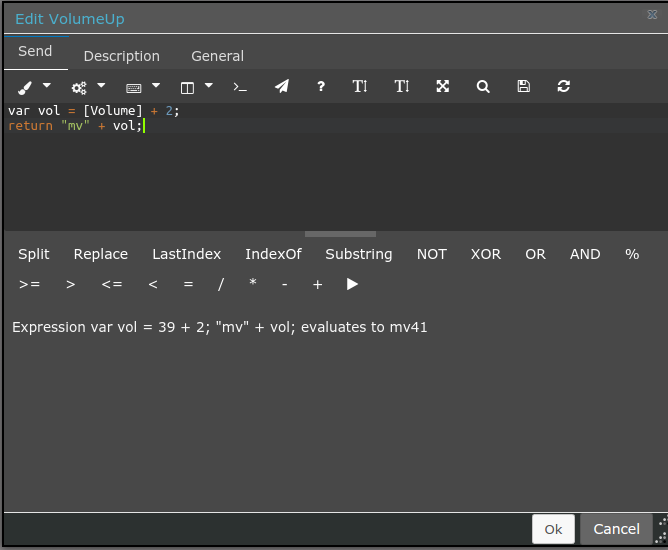 Edit VolumeUp
Send Description General
>_ ? T T
var vol = [Volume] + 2;
return "mv" + vol;
Split Replace LastIndex IndexOf Substring NOT XOR OR AND %
>= > <= < = / * - +
Expression var vol = 39 + 2; "mv" + vol; evaluates to mv41
Ok Cancel